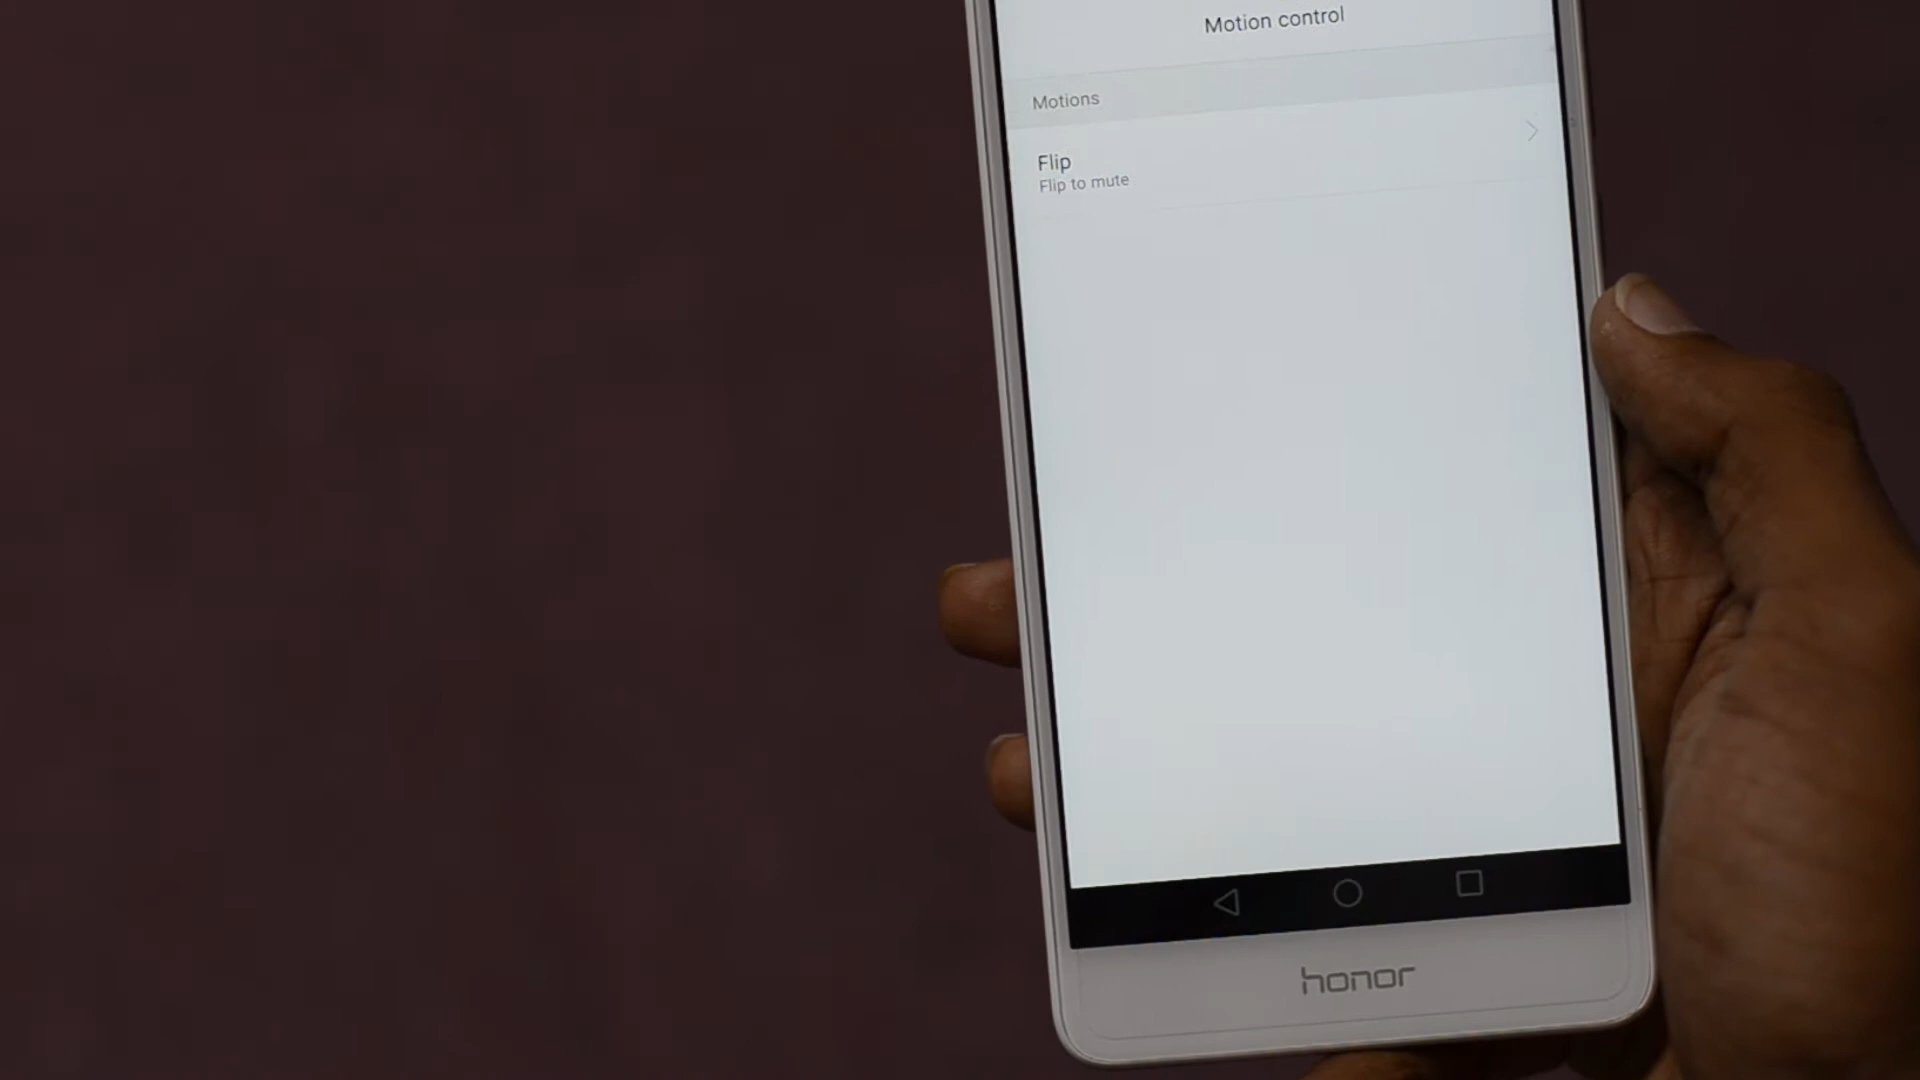 Motion control
Motions
Flip
Flip to mute
honor